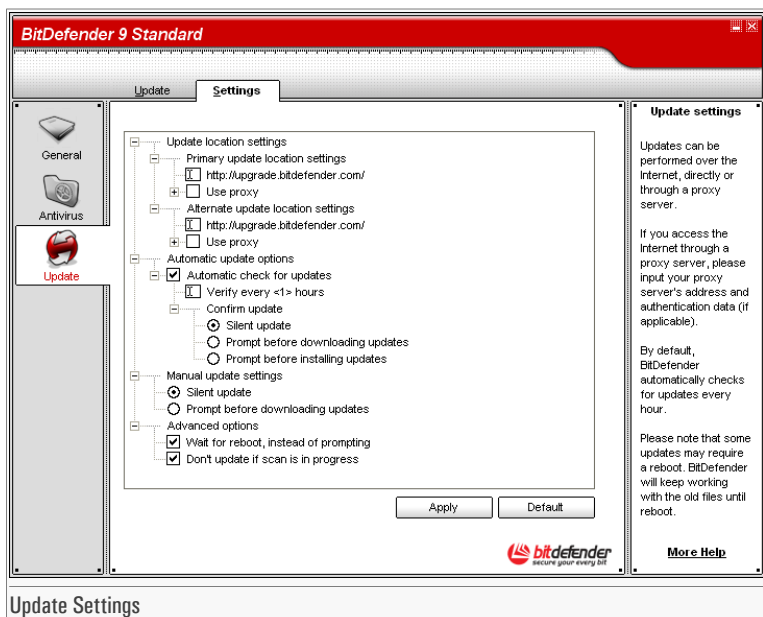 BitDefender 9 Standard
Update
Settings
General
Antivirus
Update
Update location settings
Primary update location settings
http://upgrade.bitdefender.com/
Use proxy
Alternate update location settings
http://upgrade.bitdefender.com/
Use proxy
Automatic update options
Automatic check for updates
Verify every <1> hours
Confirm update
Silent update
Prompt before downloading updates
Prompt before installing updates
Manual update settings
Silent update
Prompt before downloading updates
Advanced options
Wait for reboot, instead of prompting
Don't update if scan is in progress
Apply
Default
bitdefender
secure your every bit
Update settings
Updates can be
performed over the
Internet, directly or
through a proxy
server.
If you access the
Internet through a
proxy server, please
input your proxy
server's address and
authentication data (if
applicable).
By default,
BitDefender
automatically checks
for updates every
hour.
Please note that some
updates may require
a reboot. BitDefender
will keep working
with the old files until
reboot.
More Help
Update Settings